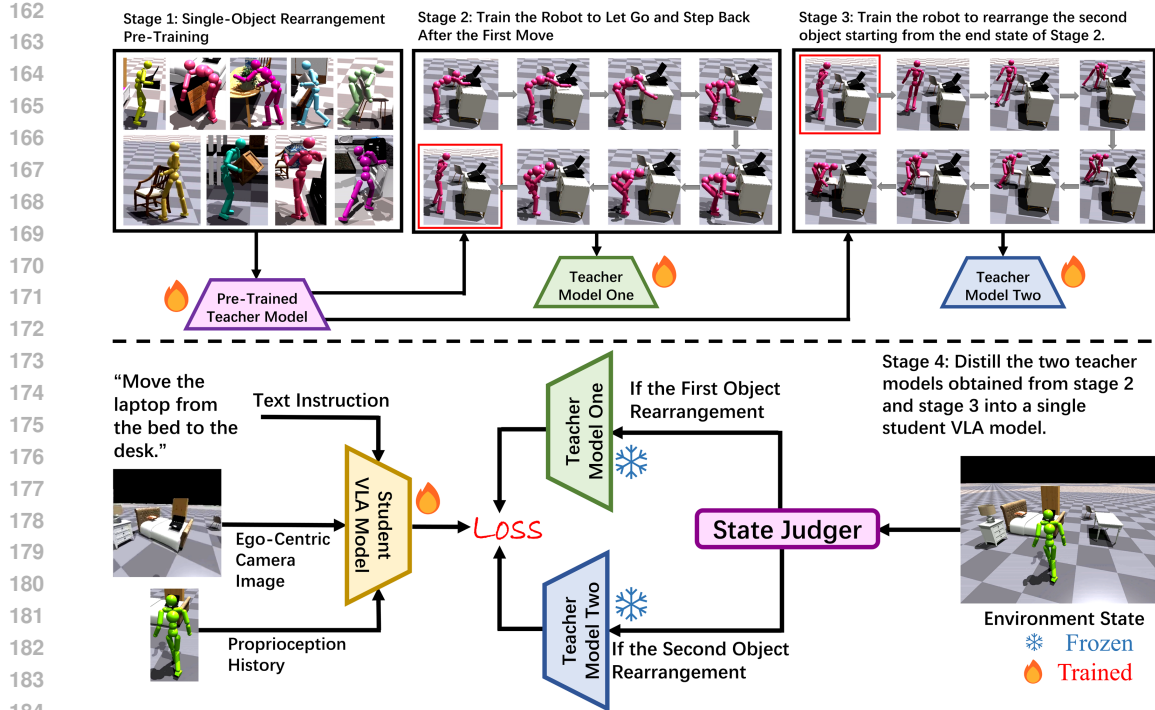 162
163
164
165
166
167
168
169
170
171
172
173
174
175
176
177
178
179
180
181
182
183
184
Stage 1: Single-Object Rearrangement
Pre-Training
Stage 2: Train the Robot to Let Go and Step Back
After the First Move
Stage 3: Train the robot to rearrange the second
object starting from the end state of Stage 2.
Pre-Trained
Teacher Model
Teacher
Model One
Teacher
Model Two
"Move the
laptop from
the bed to the
desk."
Text Instruction
Ego-Centric
Camera
Image
Proprioception
History
Student
VLA Model
Loss
Teacher
Model One
Teacher
Model Two
If the First Object
Rearrangement
If the Second Object
Rearrangement
State Judger
Stage 4: Distill the two teacher
models obtained from stage 2
and stage 3 into a single
student VLA model.
Environment State
Frozen
Trained